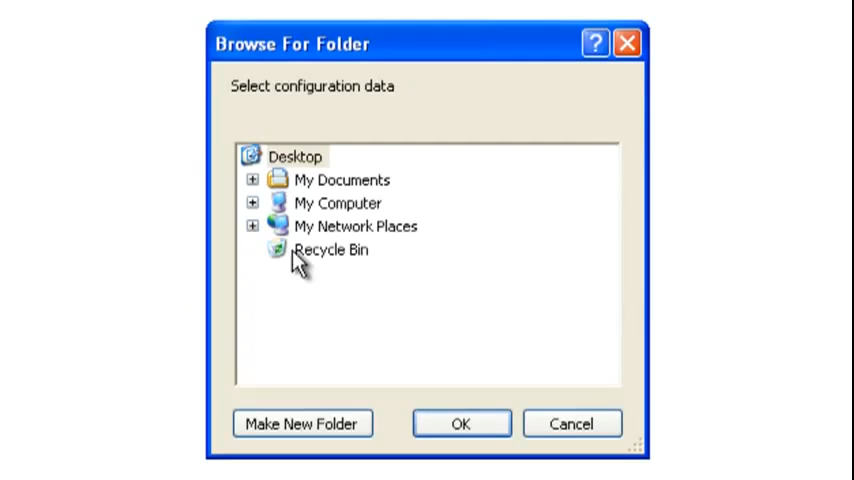 Browse For Folder
Select configuration data
Desktop
My Documents
My Computer
My Network Places
Recycle Bin
Make New Folder
OK
Cancel